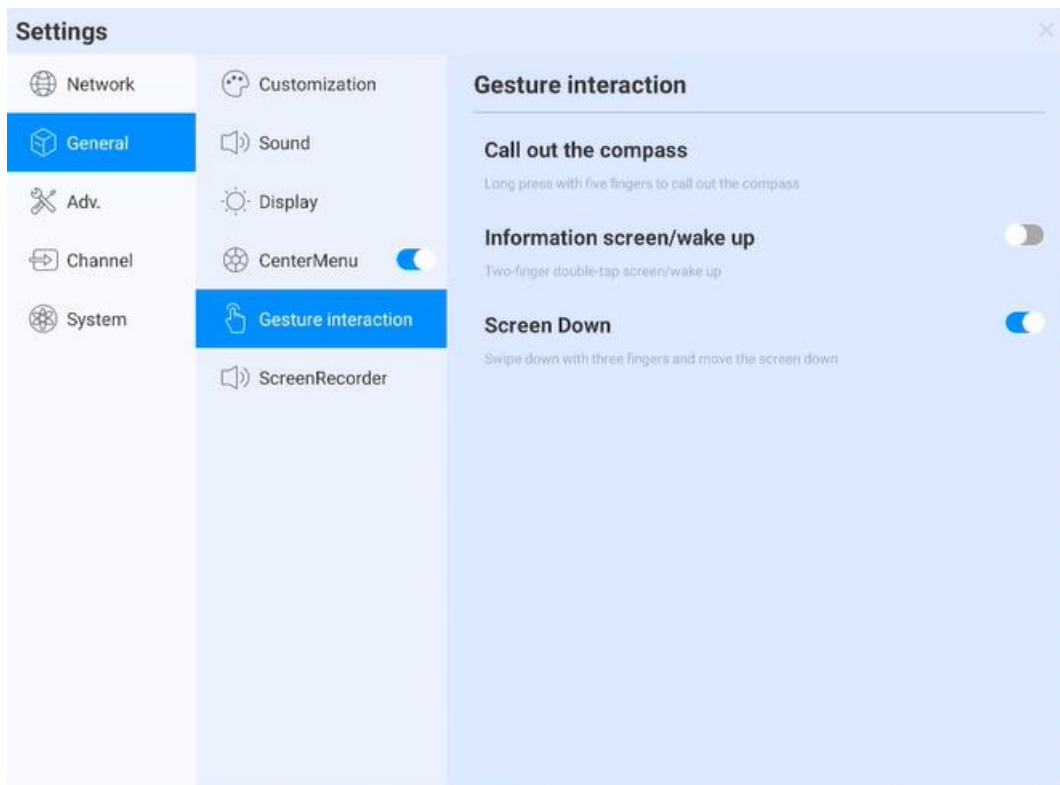 Settings
Network
General
Adv.
Channel
System
Customization
Sound
Display
CenterMenu
Gesture interaction
ScreenRecorder
Gesture interaction
Call out the compass
Long press with five fingers to call out the compass
Information screen/wake up
Two-finger double-tap screen/wake up
Screen Down
Swipe down with three fingers and move the screen down